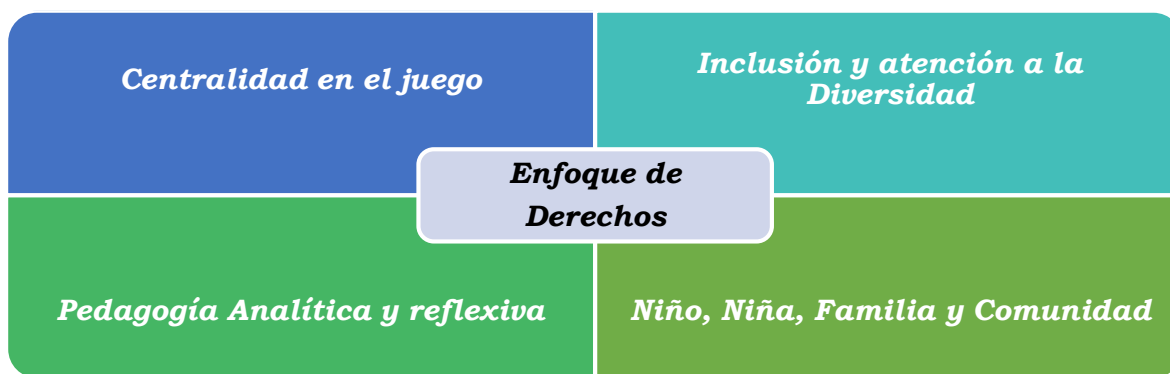 Centralidad en el juego
Inclusión y atención a la
Diversidad
Enfoque de
Derechos
Pedagogía Analítica y reflexiva
Niño, Niña, Familia y Comunidad